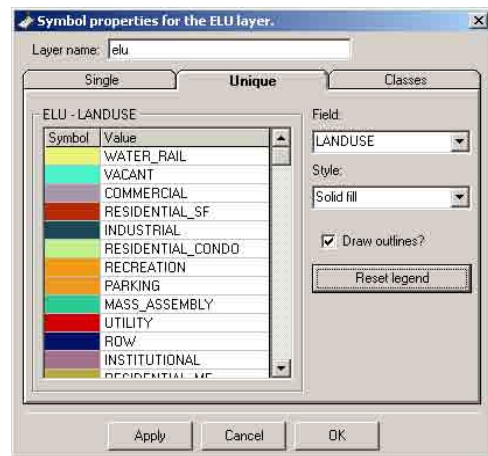 Symbol properties for the ELU layer.
Layer name: elu
Single Unique Classes
ELU - LANDUSE
Symbol Value
WATER_RAIL
VACANT
COMMERCIAL
RESIDENTIAL_SF
INDUSTRIAL
RESIDENTIAL_CONDO
RECREATION
PARKING
MASS_ASSEMBLY
UTILITY
ROW
INSTITUTIONAL
RESIDENTIAL_MF
Field:
LANDUSE
Style:
Solid fill
Draw outlines?
Reset legend
Apply Cancel OK